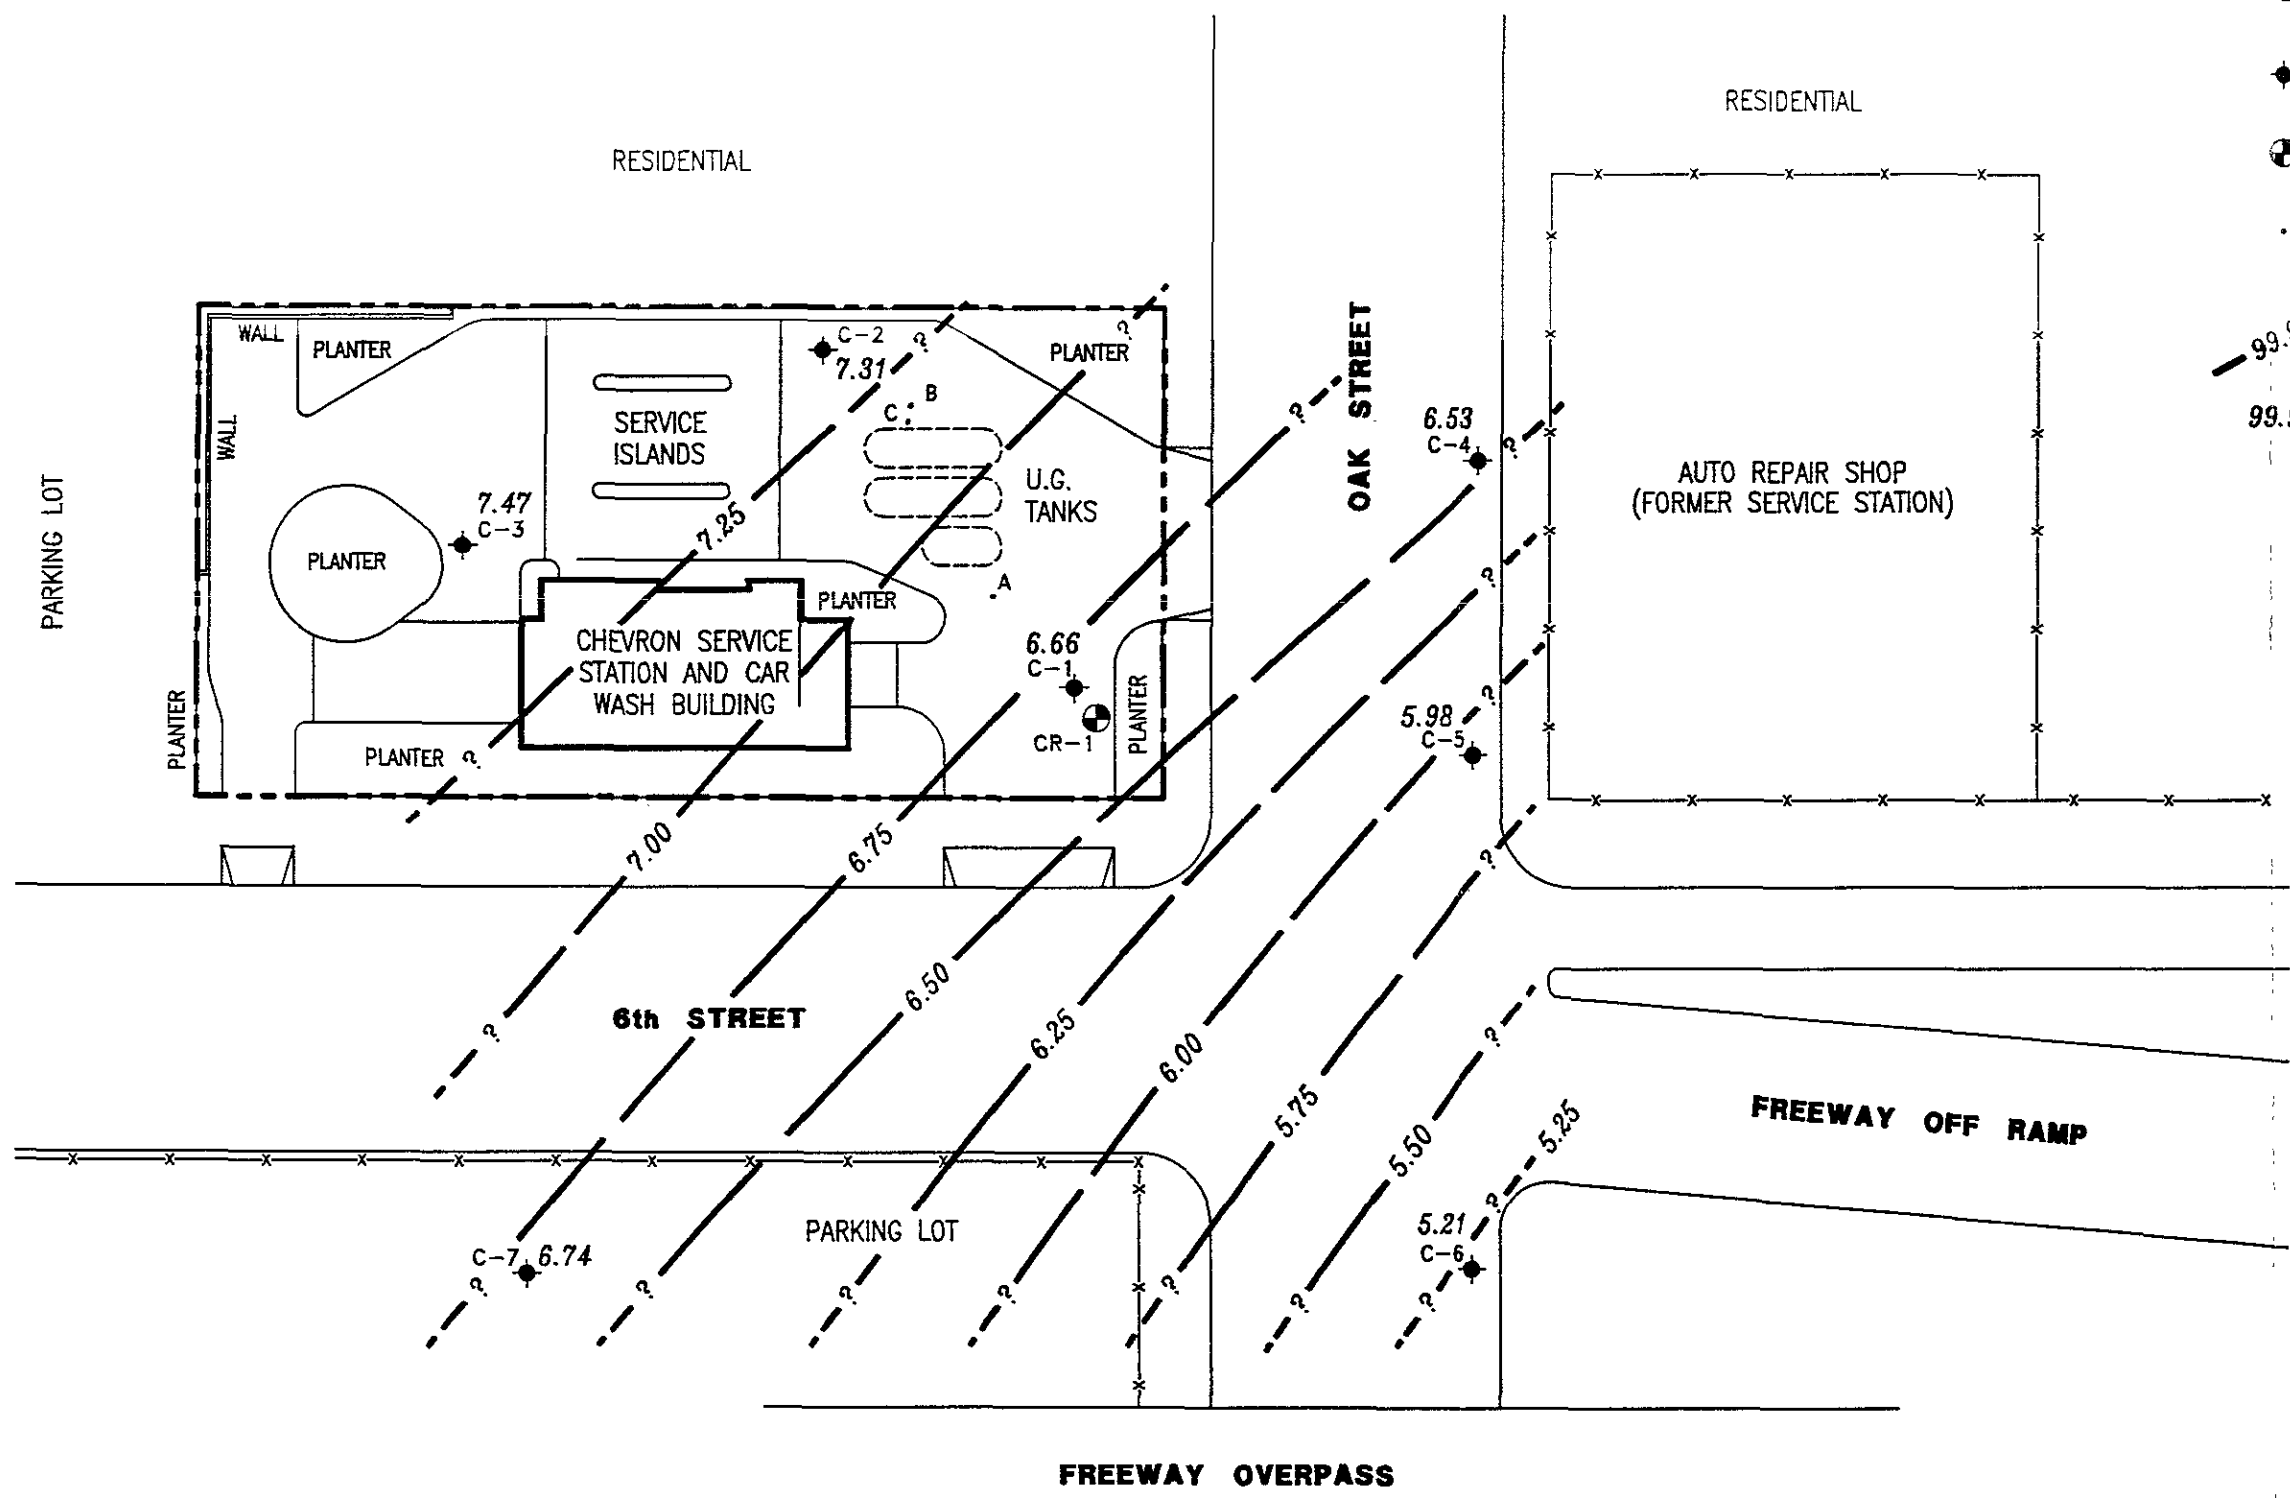 RESIDENTIAL
RESIDENTIAL
WALL
PLANTER
C-2
7.31
?
?
PLANTER
B
C
WALL
SERVICE
ISLANDS
U.G.
TANKS
?
OAK STREET
6.53
C-4
?
AUTO REPAIR SHOP
(FORMER SERVICE STATION)
99.
PARKING LOT
7.47
C-3
7.25
PLANTER
A
PLANTER
?
CHEVRON SERVICE
STATION AND CAR
WASH BUILDING
6.66
C-1
CR-1
PLANTER
PLANTER
PLANTER
?
?
5.98
C-5
7.00
6.75
?
6.50
6th STREET
?
6.25
6.00
?
5.75
5.50
5.25
FREEWAY OFF RAMP
?
C-7
6.74
?
?
PARKING LOT
?
?
?
?
5.21
C-6
?
FREEWAY OVERPASS